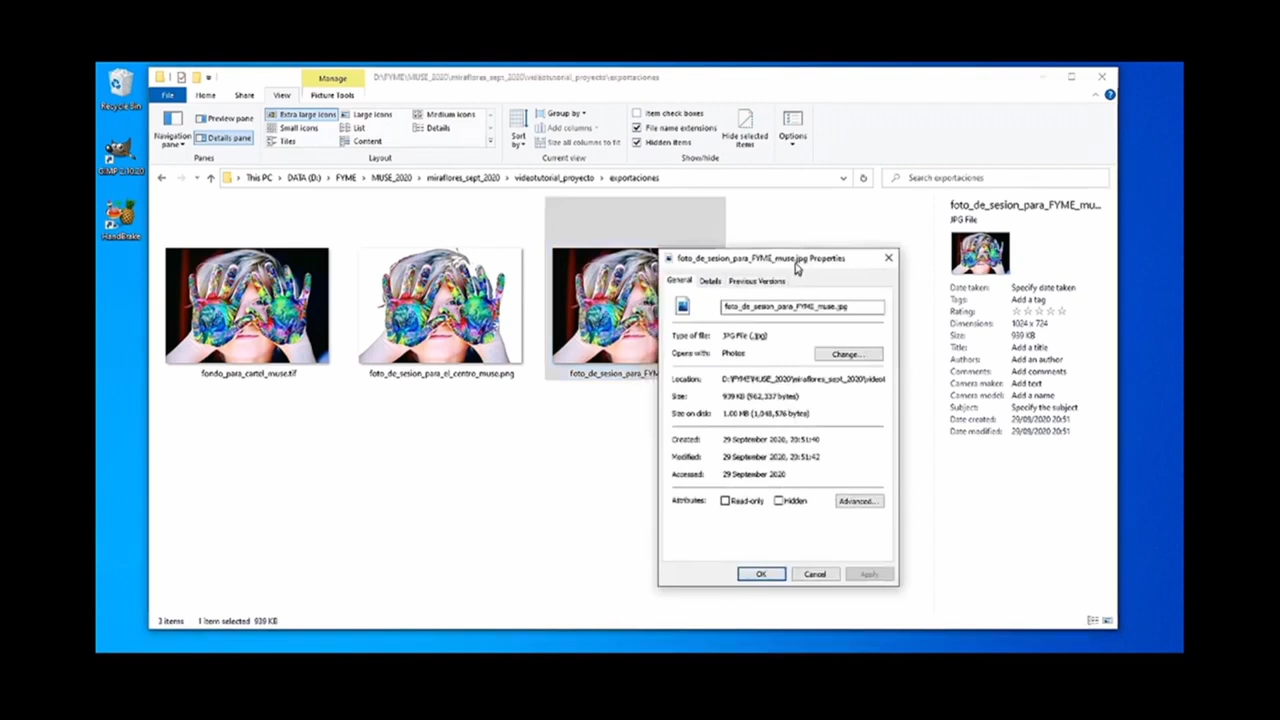 Manage
D:\FYME\MUSE_2020\miraflores_sept_2020\videotutorial_proyecto\exportaciones
File
Home
Share
View
Picture Tools
Recycle Bin
Navigation pane
Preview pane
Details pane
Panes
Extra large icons
Large icons
Medium icons
Small icons
List
Details
Tiles
Content
Layout
Sort by
Group by
Add columns
Size all columns to fit
Current view
Item check boxes
File name extensions
Hidden items
Hide selected items
Show/hide
Options
GIMP 2.10.20
This PC
DATA (D:)
FYME
MUSE_2020
miraflores_sept_2020
videotutorial_proyecto
exportaciones
Search exportaciones
HandBrake
fondo_para_cartel_muse.tif
foto_de_sesion_para_el_centro_muse.png
foto_de_sesion_para_FYM
foto_de_sesion_para_FYME_muse.jpg Properties
General
Details
Previous Versions
foto_de_sesion_para_FYME_muse.jpg
Type of file: JPG File (.jpg)
Opens with: Photos
Change...
Location: D:\FYME\MUSE_2020\miraflores_sept_2020\videot
Size: 939 KB (962,337 bytes)
Size on disk: 1.00 MB (1,048,576 bytes)
Created: 29 September 2020, 20:51:40
Modified: 29 September 2020, 20:51:42
Accessed: 29 September 2020
Attributes: Read-only Hidden
Advanced...
OK
Cancel
Apply
foto_de_sesion_para_FYME_mu...
JPG File
Date taken: Specify date taken
Tags: Add a tag
Rating:
Dimensions: 1024 x 724
Size: 939 KB
Title: Add a title
Authors: Add an author
Comments: Add comments
Camera maker: Add text
Camera model: Add a name
Subject: Specify the subject
Date created: 29/09/2020 20:51
Date modified: 29/09/2020 20:51
3 items
1 item selected 939 KB